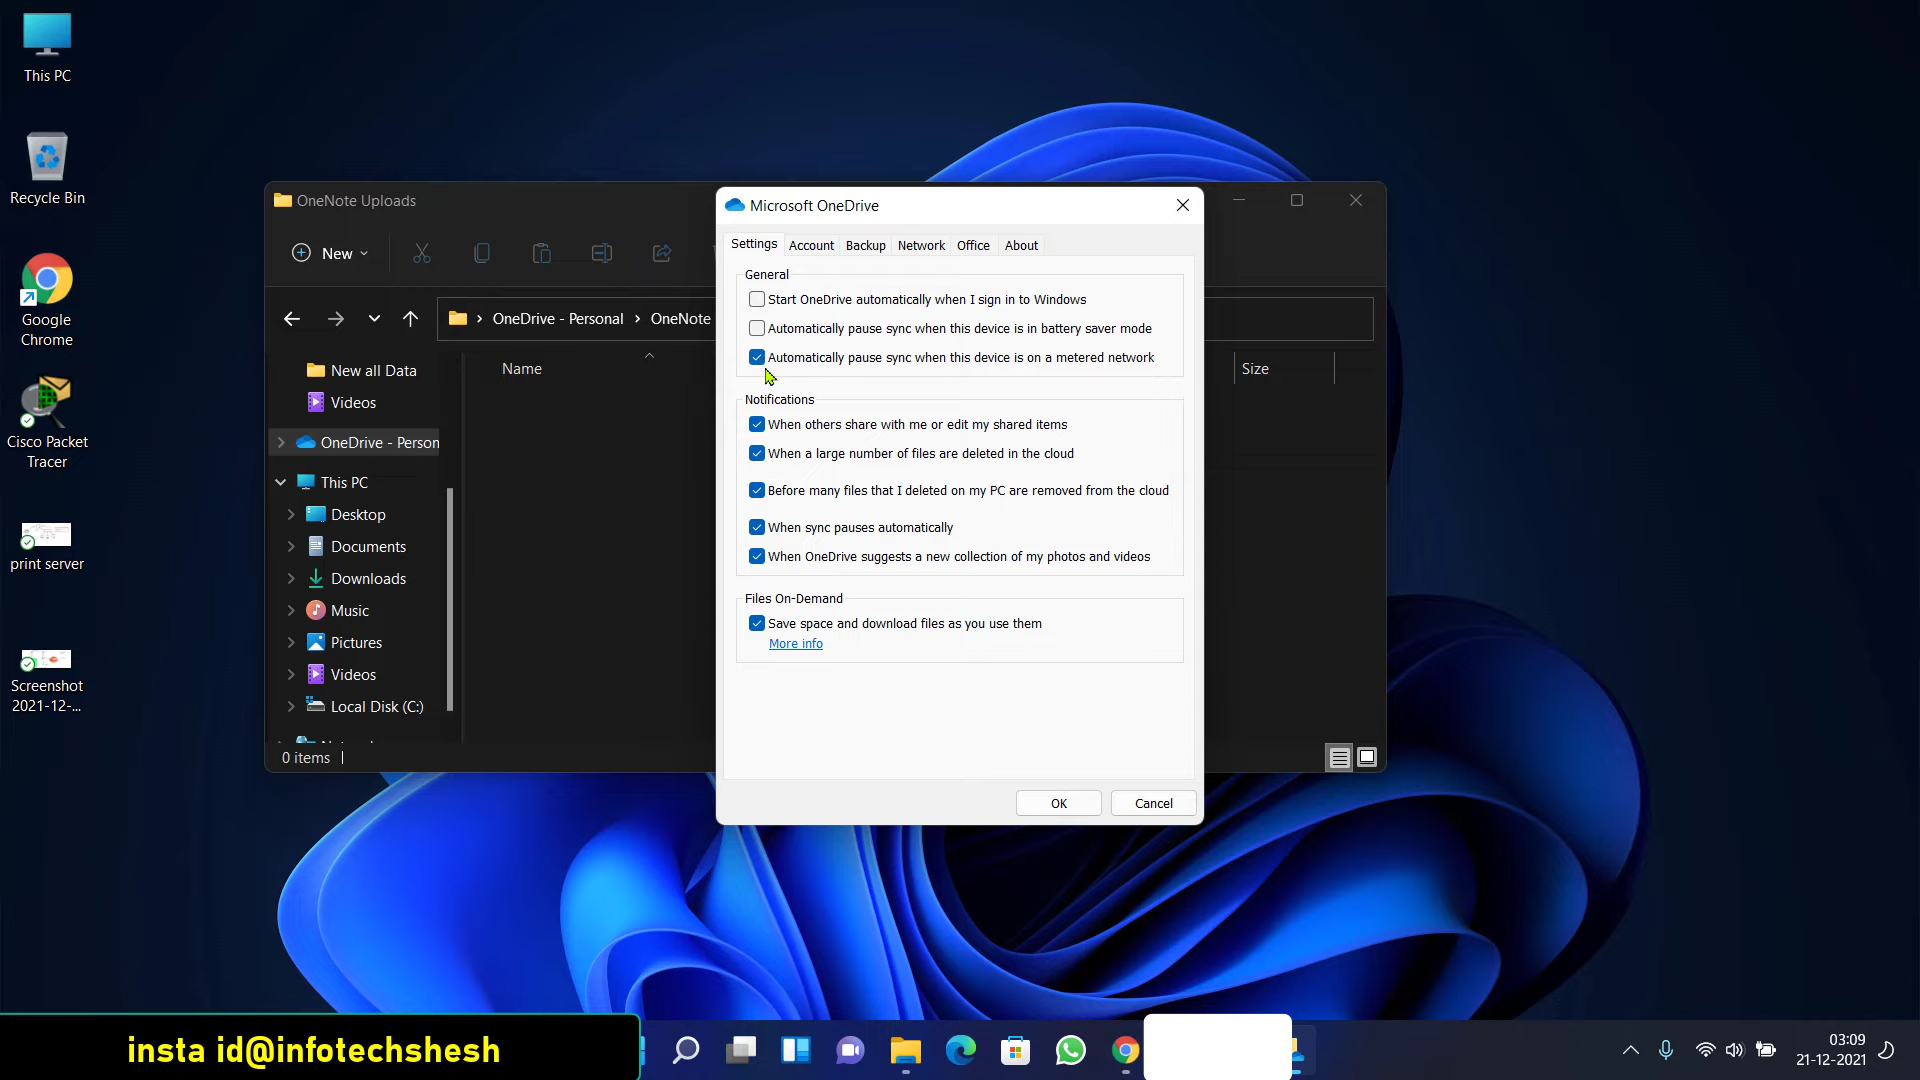 This PC
Recycle Bin
Google
Chrome
Cisco Packet
Tracer
print server
Screenshot
2021-12-...
OneNote Uploads
New
OneDrive - Personal
OneNote
Name
Size
New all Data
Videos
OneDrive - Person
This PC
Desktop
Documents
Downloads
Music
Pictures
Videos
Local Disk (C:)
0 items
Microsoft OneDrive
Settings Account Backup Network Office About
General
Start OneDrive automatically when I sign in to Windows
Automatically pause sync when this device is in battery saver mode
Automatically pause sync when this device is on a metered network
Notifications
When others share with me or edit my shared items
When a large number of files are deleted in the cloud
Before many files that I deleted on my PC are removed from the cloud
When sync pauses automatically
When OneDrive suggests a new collection of my photos and videos
Files On-Demand
Save space and download files as you use them
More info
OK Cancel
insta id@infotechshesh
03:09
21-12-2021